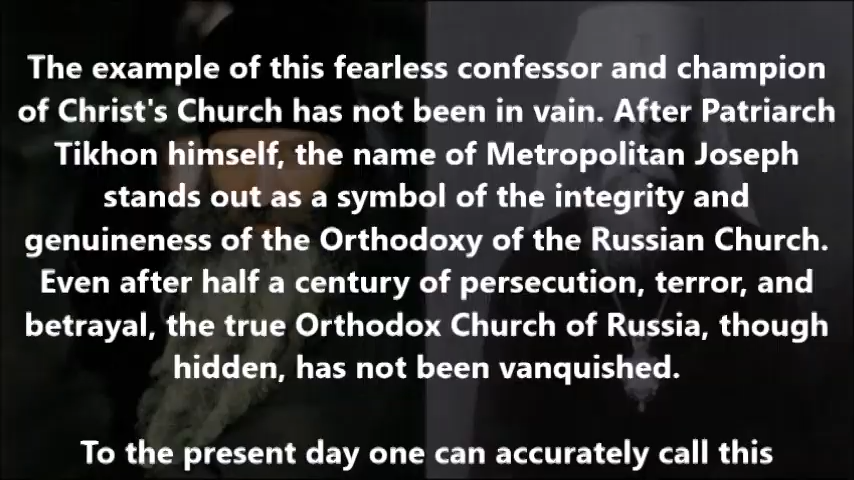 The example of this fearless confessor and champion
of Christ's Church has not been in vain. After Patriarch
Tikhon himself, the name of Metropolitan Joseph
stands out as a symbol of the integrity and
genuineness of the Orthodoxy of the Russian Church.
Even after half a century of persecution, terror, and
betrayal, the true Orthodox Church of Russia, though
hidden, has not been vanquished.
To the present day one can accurately call this